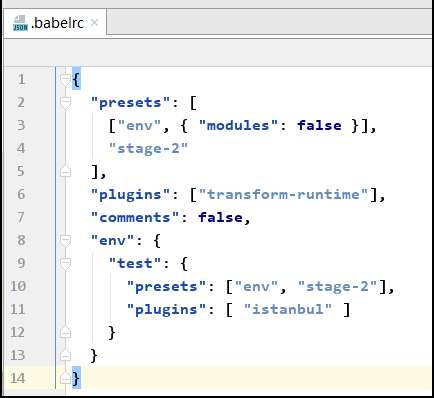 .babelrc
1 {
2 "presets": [
3 ["env", { "modules": false }],
4 "stage-2"
5 ],
6 "plugins": ["transform-runtime"],
7 "comments": false,
8 "env": {
9 "test": {
10 "presets": ["env", "stage-2"],
11 "plugins": [ "istanbul" ]
12 }
13 }
14 }